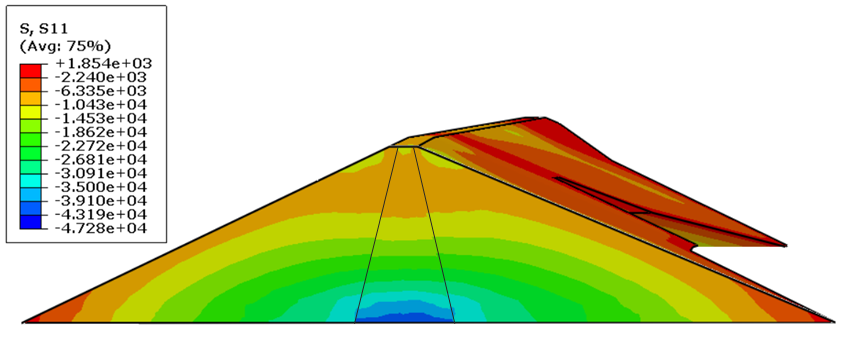 S, S11
(Avg: 75%)
+1.854e+03
-2.240e+03
-6.335e+03
-1.043e+04
-1.453e+04
-1.862e+04
-2.272e+04
-2.681e+04
-3.091e+04
-3.500e+04
-3.910e+04
-4.319e+04
-4.728e+04